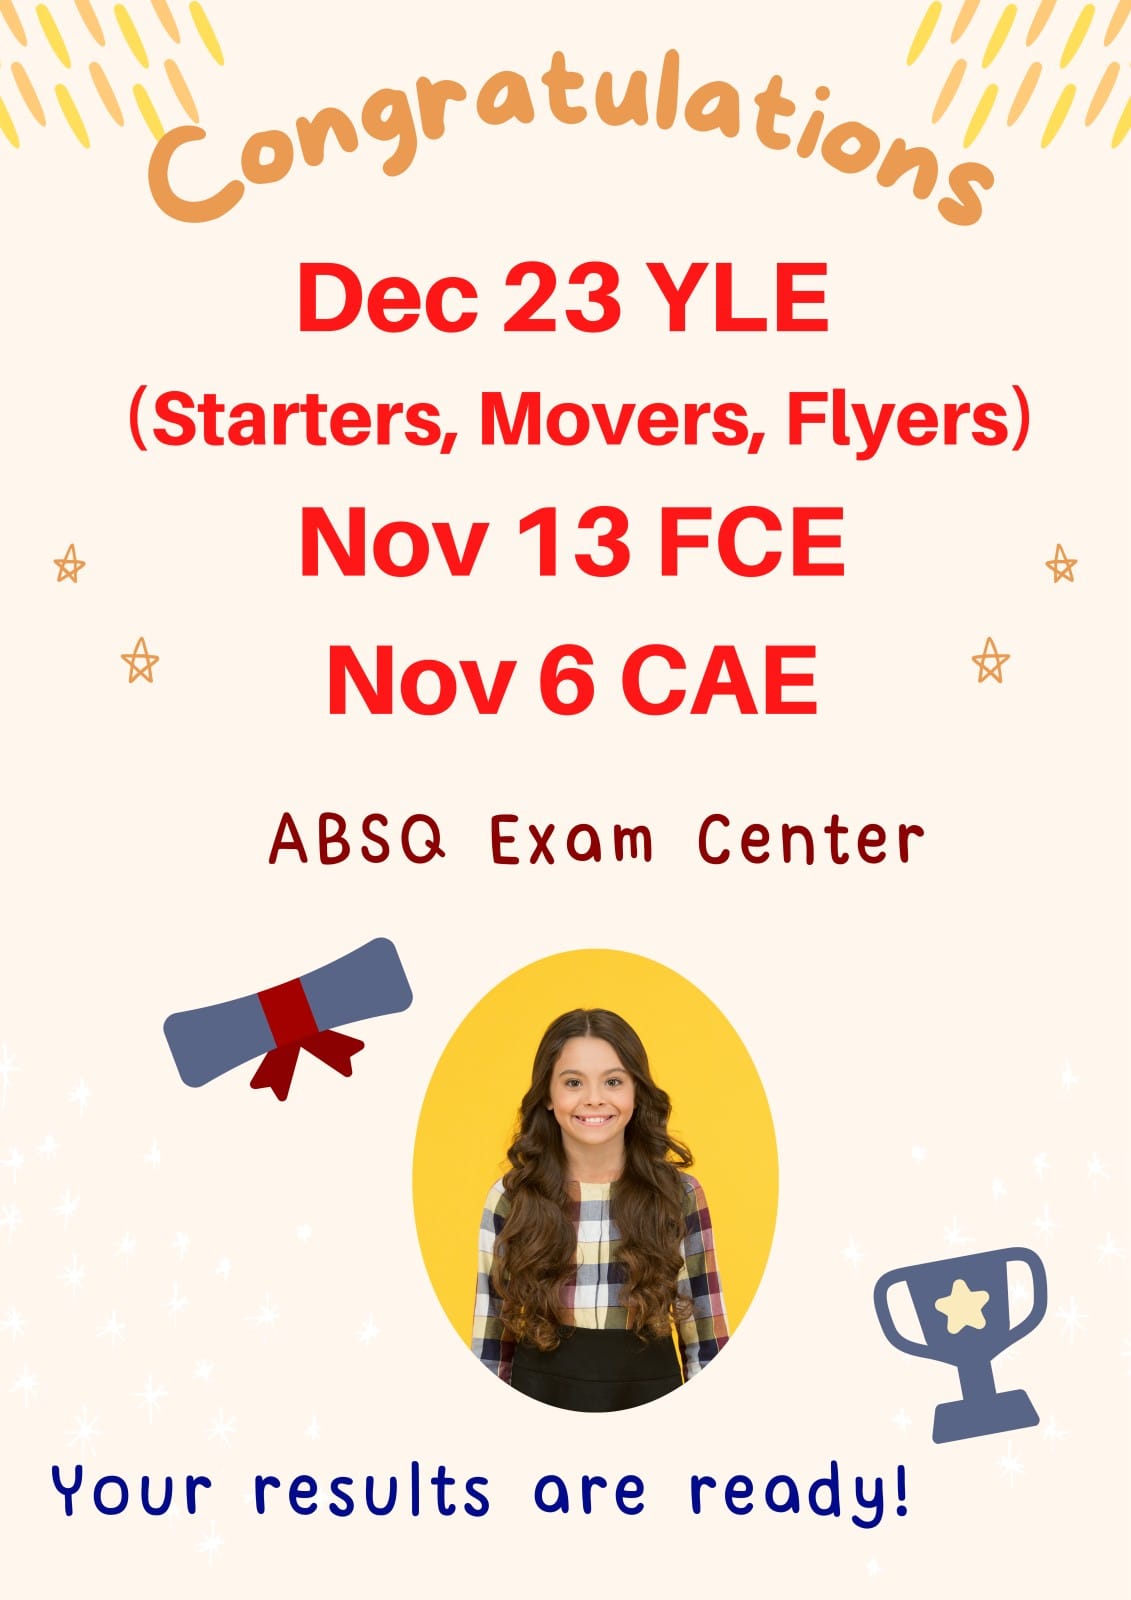 Congratulations
Dec 23 YLE
(Starters, Movers, Flyers)
Nov 13 FCE
Nov 6 CAE
ABSQ Exam Center
Your results are ready!